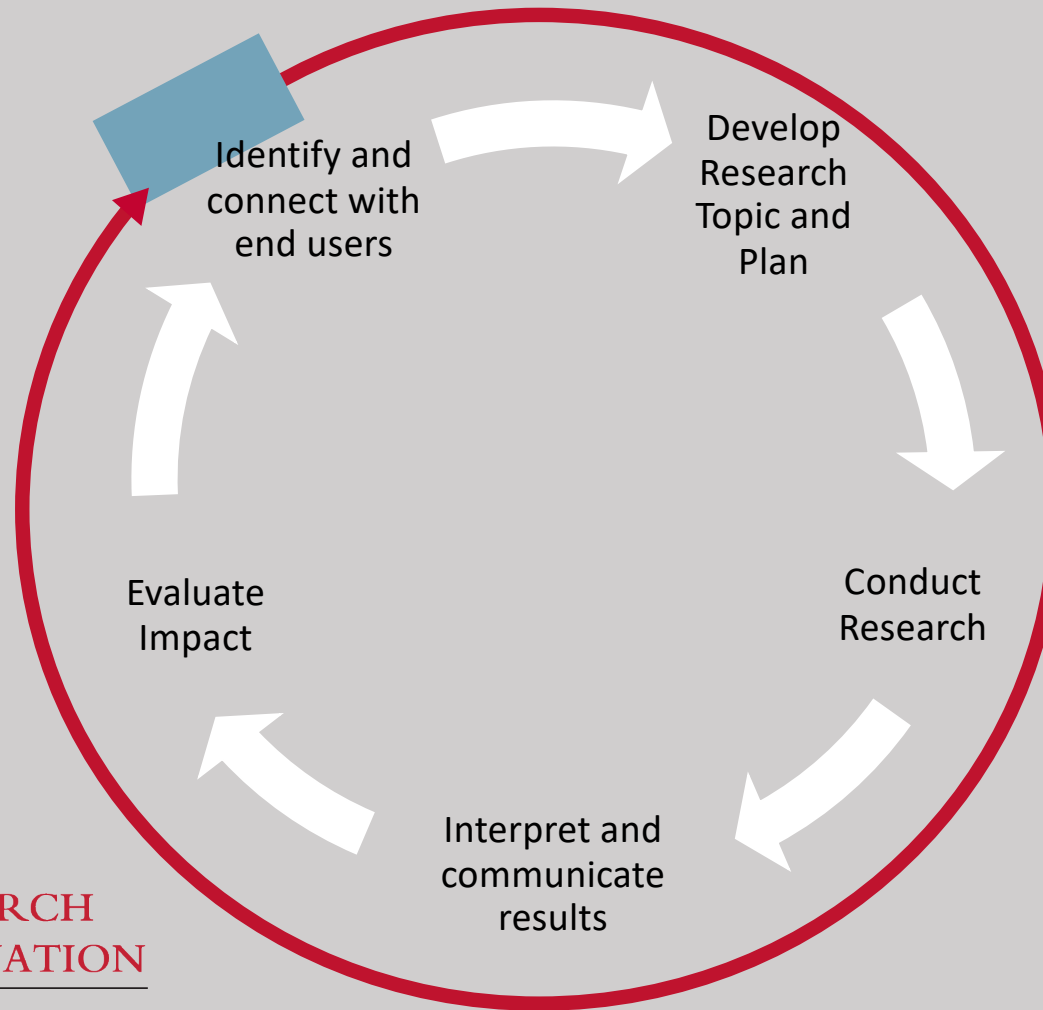 Identify and
connect with
end users
Develop
Research
Topic and
Plan
Conduct
Research
Interpret and
communicate
results
Evaluate
Impact
RCH
ATION